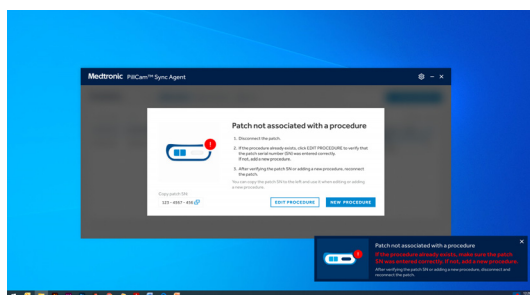 Medtronic PillCam™ Sync Agent
Patch not associated with a procedure
1. Disconnect the patch.
2. If the procedure already exists, click EDIT PROCEDURE to verify that
the patch serial number (SN) was entered correctly.
If not, add a new procedure.
3. After verifying the patch SN or adding a new procedure, reconnect
the patch.
You can copy the patch SN to the left and use it when adding or adding
a new procedure.
Copy patch SN
123 - 4567 - 456
EDIT PROCEDURE
NEW PROCEDURE
Patch not associated with a procedure
If the procedure already exists, make sure the patch
SN was entered correctly. If not, add a new procedure.
After verifying the patch SN or adding a new procedure, disconnect and
reconnect the patch.